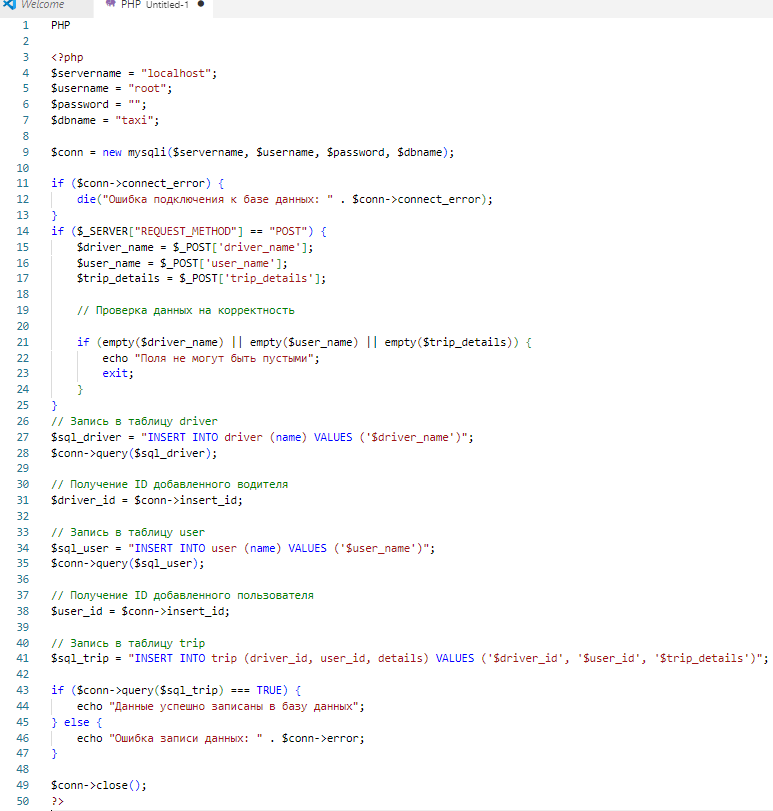 Welcome PHP Untitled-1
1 PHP
2
3 <?php
4 $servername = "localhost";
5 $username = "root";
6 $password = "";
7 $dbname = "taxi";
8
9 $conn = new mysqli($servername, $username, $password, $dbname);
10
11 if ($conn->connect_error) {
12 die("Ошибка подключения к базе данных: " . $conn->connect_error);
13 }
14 if ($_SERVER["REQUEST_METHOD"] == "POST") {
15 $driver_name = $_POST['driver_name'];
16 $user_name = $_POST['user_name'];
17 $trip_details = $_POST['trip_details'];
18
19 // Проверка данных на корректность
20
21 if (empty($driver_name) || empty($user_name) || empty($trip_details)) {
22 echo "Поля не могут быть пустыми";
23 exit;
24 }
25 }
26 // Запись в таблицу driver
27 $sql_driver = "INSERT INTO driver (name) VALUES ('$driver_name')";
28 $conn->query($sql_driver);
29
30 // Получение ID добавленного водителя
31 $driver_id = $conn->insert_id;
32
33 // Запись в таблицу user
34 $sql_user = "INSERT INTO user (name) VALUES ('$user_name')";
35 $conn->query($sql_user);
36
37 // Получение ID добавленного пользователя
38 $user_id = $conn->insert_id;
39
40 // Запись в таблицу trip
41 $sql_trip = "INSERT INTO trip (driver_id, user_id, details) VALUES ('$driver_id', '$user_id', '$trip_details')";
42
43 if ($conn->query($sql_trip) === TRUE) {
44 echo "Данные успешно записаны в базу данных";
45 } else {
46 echo "Ошибка записи данных: " . $conn->error;
47 }
48
49 $conn->close();
50 ?>